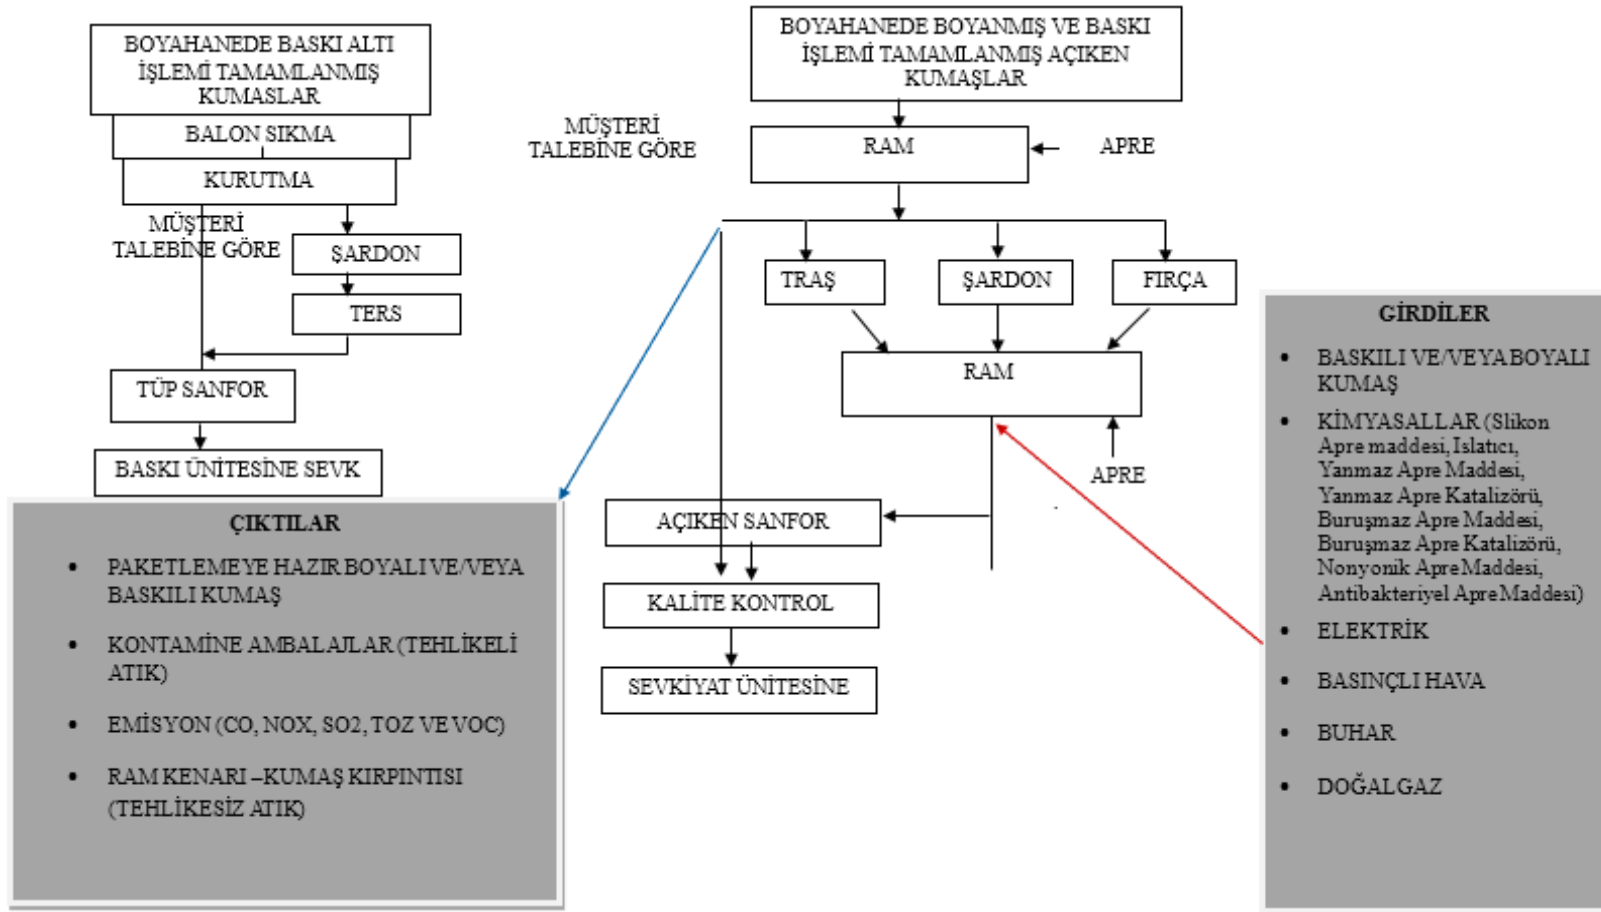 BOYAHANEDE BASKI ALTI
İŞLEMİ TAMAMLANMIŞ
KUMASLAR
BALON SIKMA
KURUTMA
MÜŞTERİ
TALEBİNE GÖRE
ŞARDON
TERS
TÜP SANFOR
BASKI ÜNİTESİNE SEVK
BOYAHANEDE BOYANMIŞ VE BASKI
İŞLEMİ TAMAMLANMIŞ AÇIKEN
KUMAŞLAR
MÜŞTERİ
TALEBİNE GÖRE
RAM
APRE
TRAŞ
ŞARDON
FIRÇA
RAM
APRE
AÇIKEN SANFOR
KALİTE KONTROL
SEVKİYAT ÜNİTESİNE
ÇIKTILAR
• PAKETLEMEYE HAZIR BOYALI VE/VEYA
BASKILI KUMAŞ
• KONTAMİNE AMBALAJLAR (TEHLİKELİ
ATIK)
• EMİSYON (CO, NOX, SO2, TOZ VE VOC)
• RAM KENARI –KUMAŞ KIRPINTISI
(TEHLİKESİZ ATIK)
GİRDİLER
• BASKILI VE/VEYA BOYALI
KUMAŞ
• KİMYASALLAR (Slikon
Apre maddesi, Islatıcı,
Yanmaz Apre Maddesi,
Yanmaz Apre Katalizörü,
Buruşmaz Apre Maddesi,
Buruşmaz Apre Katalizörü,
Nonyonik Apre Maddesi,
Antibakteriyel Apre Maddesi)
• ELEKTRİK
• BASINÇLI HAVA
• BUHAR
• DOĞALGAZ